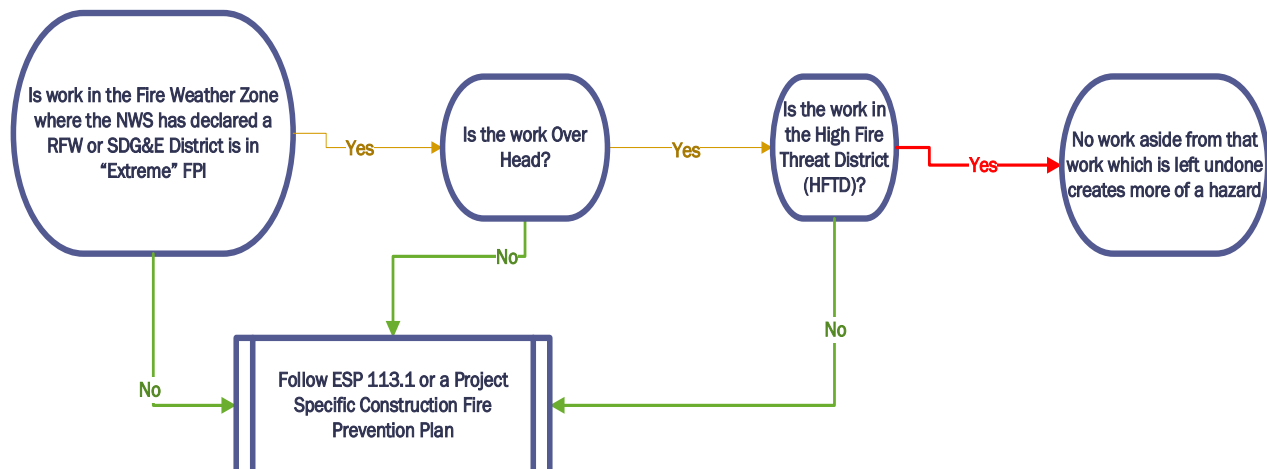 Is work in the Fire Weather Zone
where the NWS has declared a
RFW or SDG&E District is in
“Extreme” FPI
Yes
Is the work Over
Head?
Yes
Is the work in
the High Fire
Threat District
(HFTD)?
Yes
No work aside from that
work which is left undone
creates more of a hazard
No
No
No
Follow ESP 113.1 or a Project
Specific Construction Fire
Prevention Plan